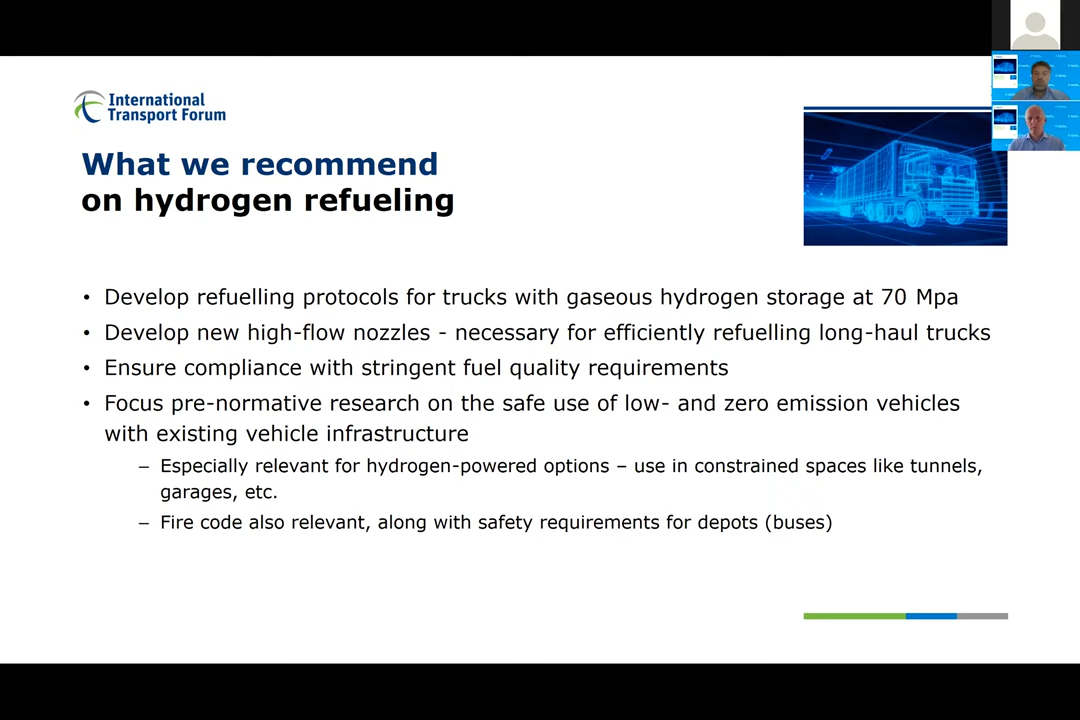 International
Transport Forum
What we recommend
on hydrogen refueling
• Develop refuelling protocols for trucks with gaseous hydrogen storage at 70 Mpa
• Develop new high-flow nozzles - necessary for efficiently refuelling long-haul trucks
• Ensure compliance with stringent fuel quality requirements
• Focus pre-normative research on the safe use of low- and zero emission vehicles
with existing vehicle infrastructure
– Especially relevant for hydrogen-powered options – use in constrained spaces like tunnels,
garages, etc.
– Fire code also relevant, along with safety requirements for depots (buses)